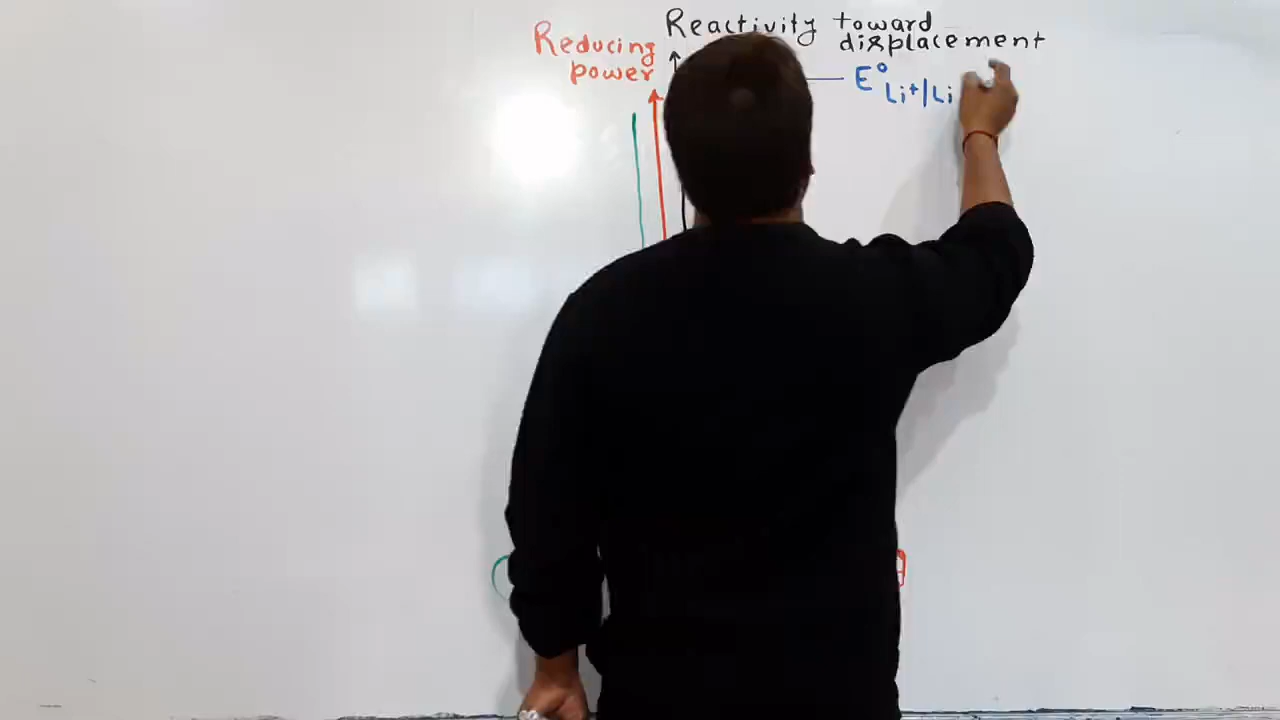 Reactivity toward
displacement
Reducing
power
E° Li⁺/Li